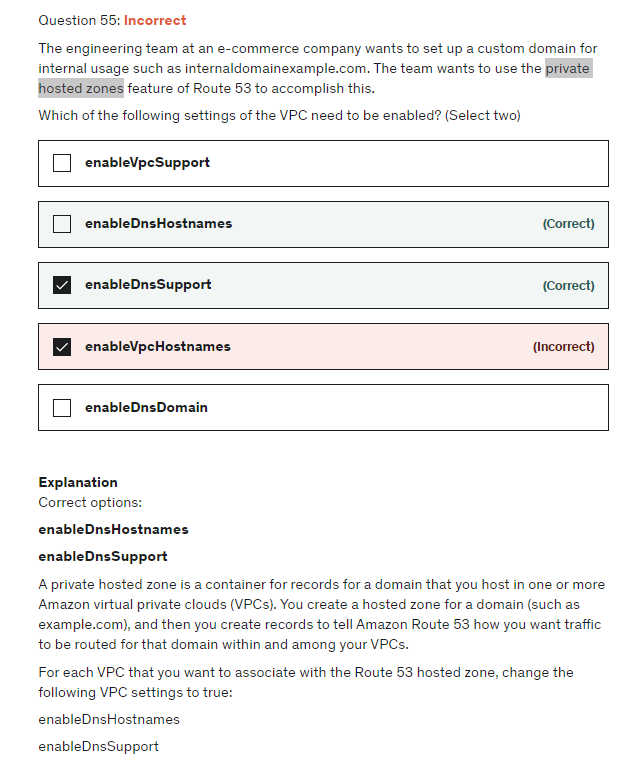 Question 55: Incorrect
The engineering team at an e-commerce company wants to set up a custom domain for
internal usage such as internaldomainexample.com. The team wants to use the private
hosted zones feature of Route 53 to accomplish this.
Which of the following settings of the VPC need to be enabled? (Select two)
enableVpcSupport
enableDnsHostnames (Correct)
enableDnsSupport (Correct)
enableVpcHostnames (Incorrect)
enableDnsDomain
Explanation
Correct options:
enableDnsHostnames
enableDnsSupport
A private hosted zone is a container for records for a domain that you host in one or more
Amazon virtual private clouds (VPCs). You create a hosted zone for a domain (such as
example.com), and then you create records to tell Amazon Route 53 how you want traffic
to be routed for that domain within and among your VPCs.
For each VPC that you want to associate with the Route 53 hosted zone, change the
following VPC settings to true:
enableDnsHostnames
enableDnsSupport